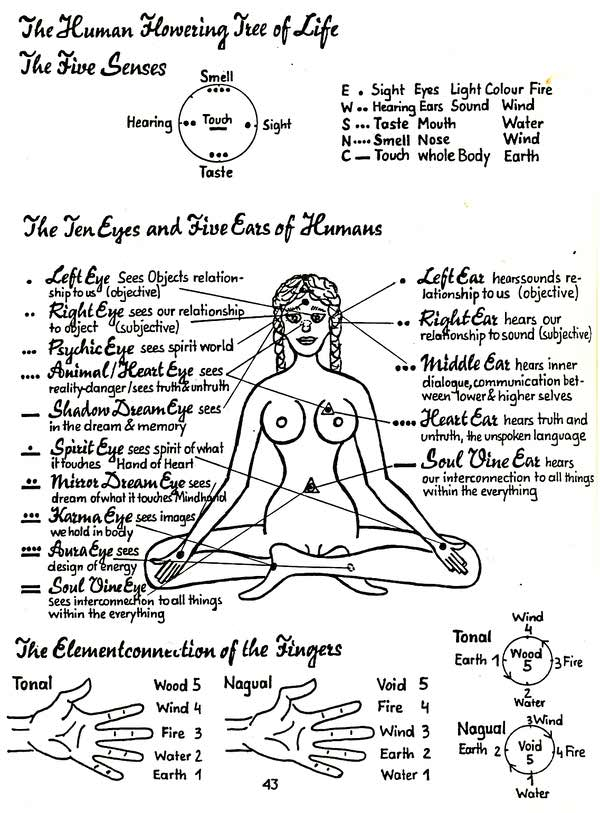 The Human Flowering Tree of Life
The Five Senses
Smell
Hearing Touch Sight
Taste
E . Sight Eyes Light Colour Fire
W .. Hearing Ears Sound Wind
S ... Taste Mouth Water
N .... Smell Nose Wind
C — Touch whole Body Earth
The Ten Eyes and Five Ears of Humans
. Left Eye Sees Objects relation-
ship to us (objective)
.. Right Eye sees our relationship
to object (subjective)
... Psychic Eye sees spirit world
.... Animal/Heart Eye sees
reality-danger/sees truth & untruth
— Shadow Dream Eye sees
in the dream & memory
Spirit Eye sees spirit of what
it touches Hand of Heart
Mirror Dream Eye sees
dream of what it touches Mindhand
Karma Eye sees images
we hold in body
Aura Eye sees
design of energy
Soul Vine Eye
Sees interconnection to all things
within the everything
. Left Ear hears sounds re-
lationship to us (objective)
.. Right Ear hears our
relationship to sound (subjective)
... Middle Ear hears inner
dialogue, communication bet-
ween lower & higher selves
.... Heart Ear hears truth and
untruth, the unspoken language
— Soul Vine Ear hears
our interconnection to all things
within the everything
The Elementconnection of the Fingers
Tonal
Wood 5
Wind 4
Fire 3
Water 2
Earth 1
Nagual
Void 5
Fire 4
Wind 3
Earth 2
Water 1
Tonal
Wind
4
Earth 1 Wood 5 3 Fire
2
Water
Nagual
3 Wind
Earth 2 Void 5 4 Fire
1
Water
43